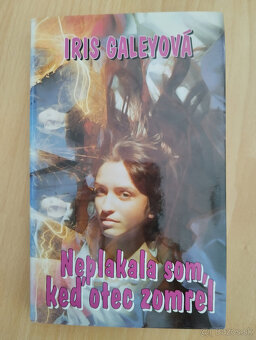 IRIS GALEYOVÁ
Neplakala som,
keď otec zomrel